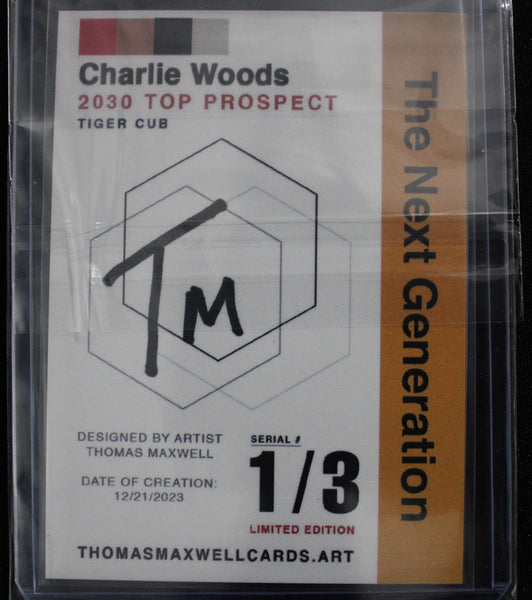 Charlie Woods
2030 TOP PROSPECT
TIGER CUB
The Next Generation
TM
DESIGNED BY ARTIST
THOMAS MAXWELL
DATE OF CREATION:
12/21/2023
SERIAL #
1/3
LIMITED EDITION
THOMASMAXWELLCARDS.ART